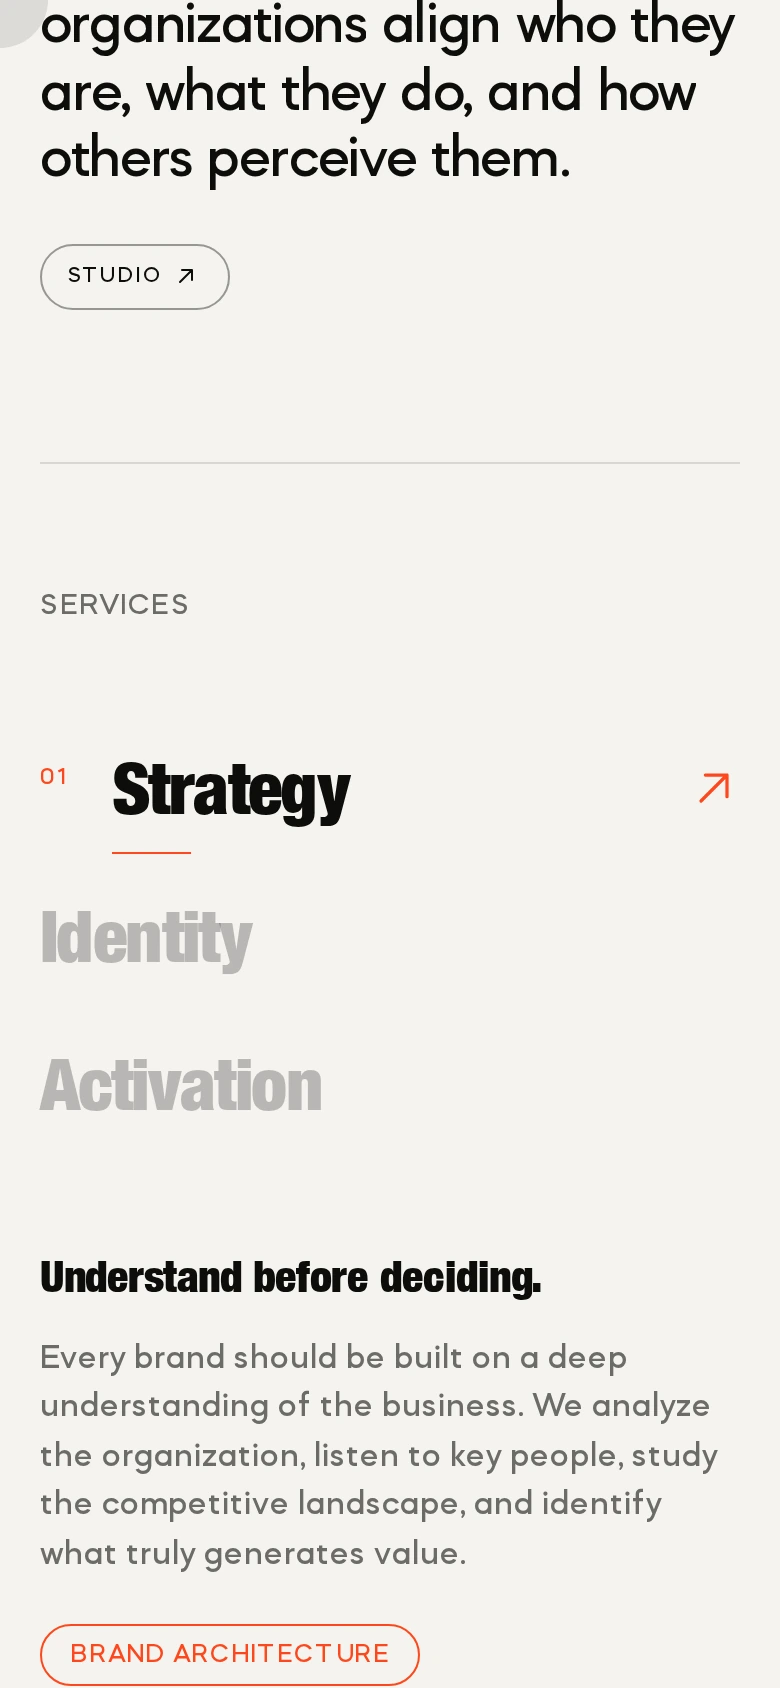 organizations align who they
are, what they do, and how
others perceive them.
STUDIO
SERVICES
01 Strategy
Identity
Activation
Understand before deciding.
Every brand should be built on a deep
understanding of the business. We analyze
the organization, listen to key people, study
the competitive landscape, and identify
what truly generates value.
BRAND ARCHITECTURE